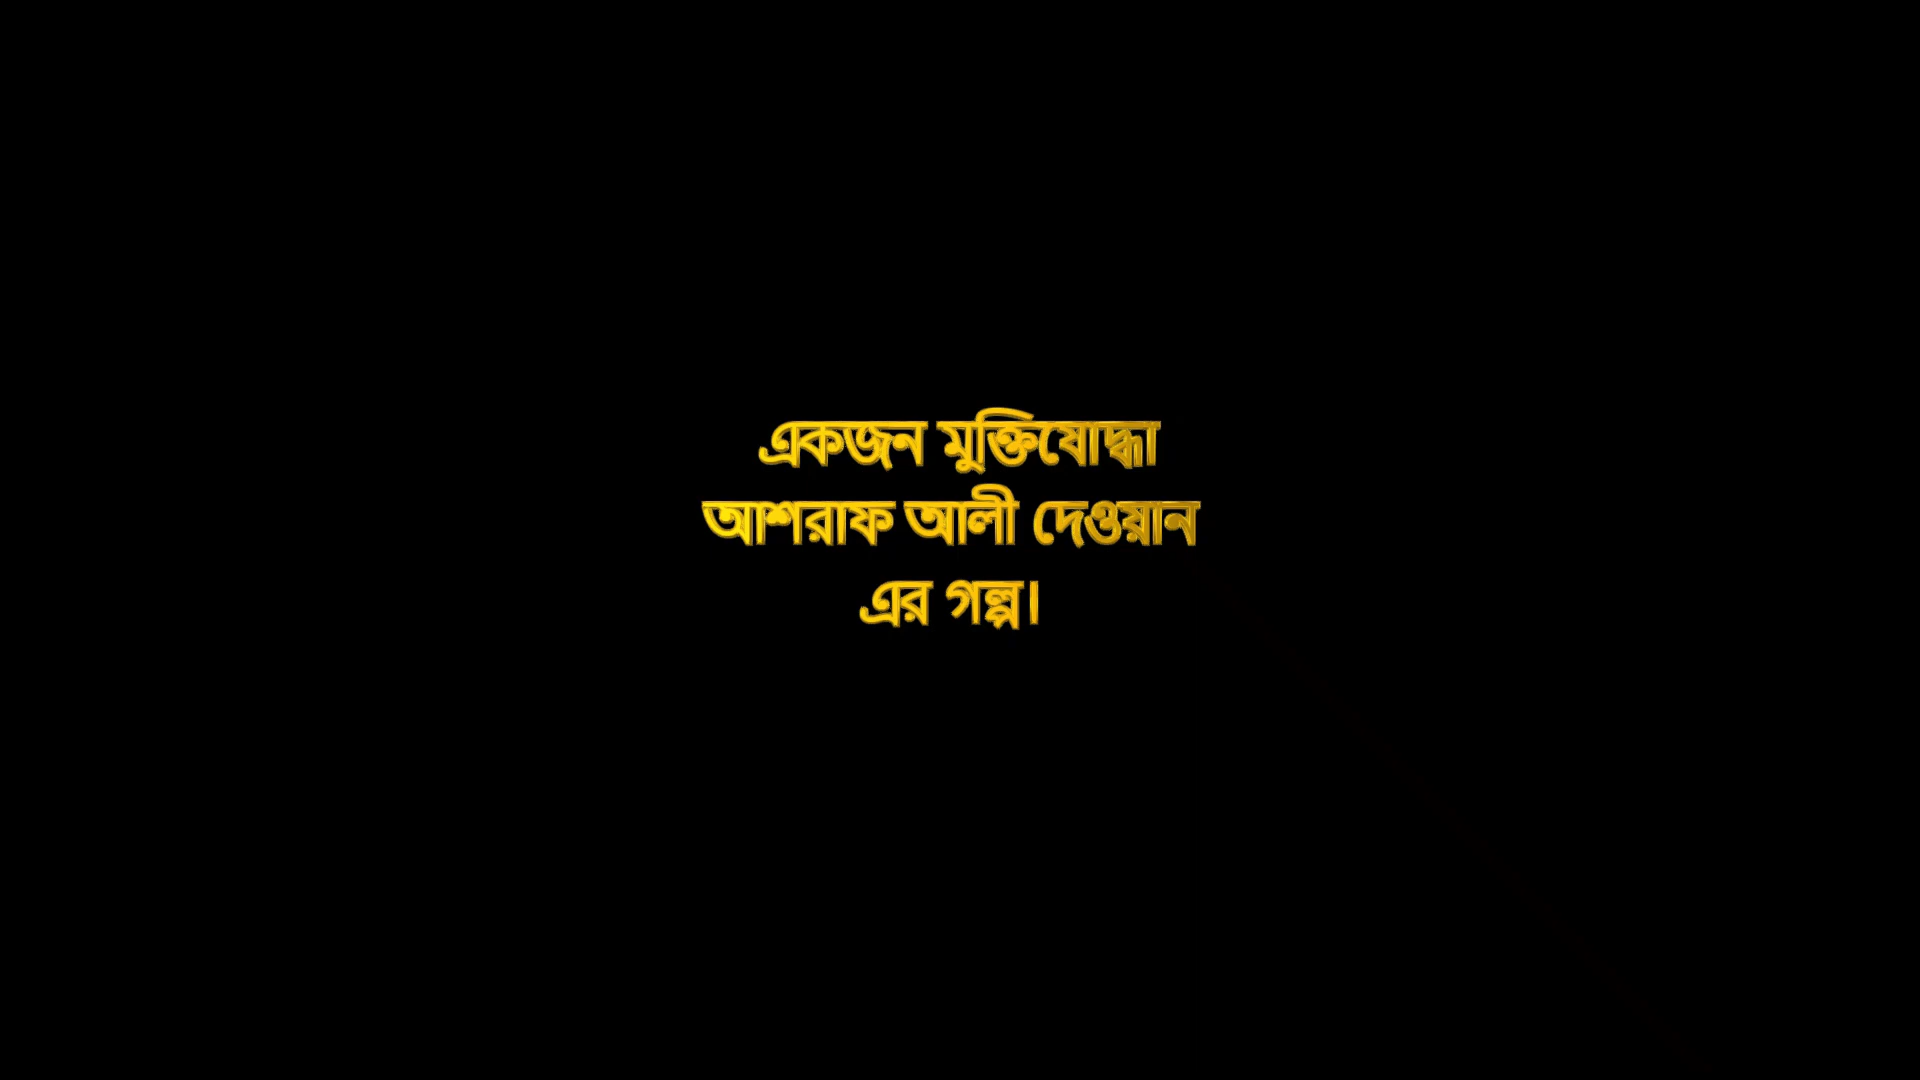 একজন মুক্তিযোদ্ধা
আশরাফ আলী দেওয়ান
এর গল্প।